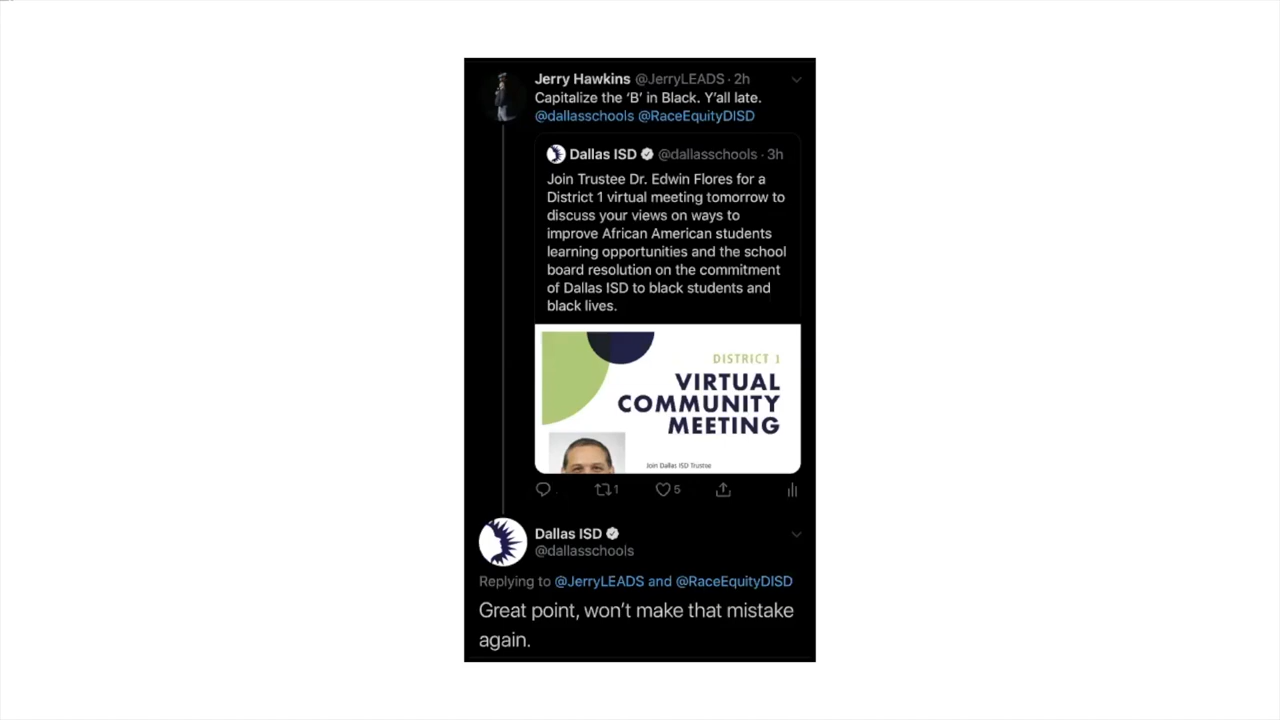 Jerry Hawkins @JerryLEADS · 2h
Capitalize the ‘B’ in Black. Y’all late.
@dallasschools @RaceEquityDISD
Dallas ISD @dallasschools · 3h
Join Trustee Dr. Edwin Flores for a
District 1 virtual meeting tomorrow to
discuss your views on ways to
improve African American students
learning opportunities and the school
board resolution on the commitment
of Dallas ISD to black students and
black lives.
DISTRICT 1
VIRTUAL
COMMUNITY
MEETING
Join Dallas ISD Trustee
1 5
Dallas ISD
@dallasschools
Replying to @JerryLEADS and @RaceEquityDISD
Great point, won’t make that mistake
again.